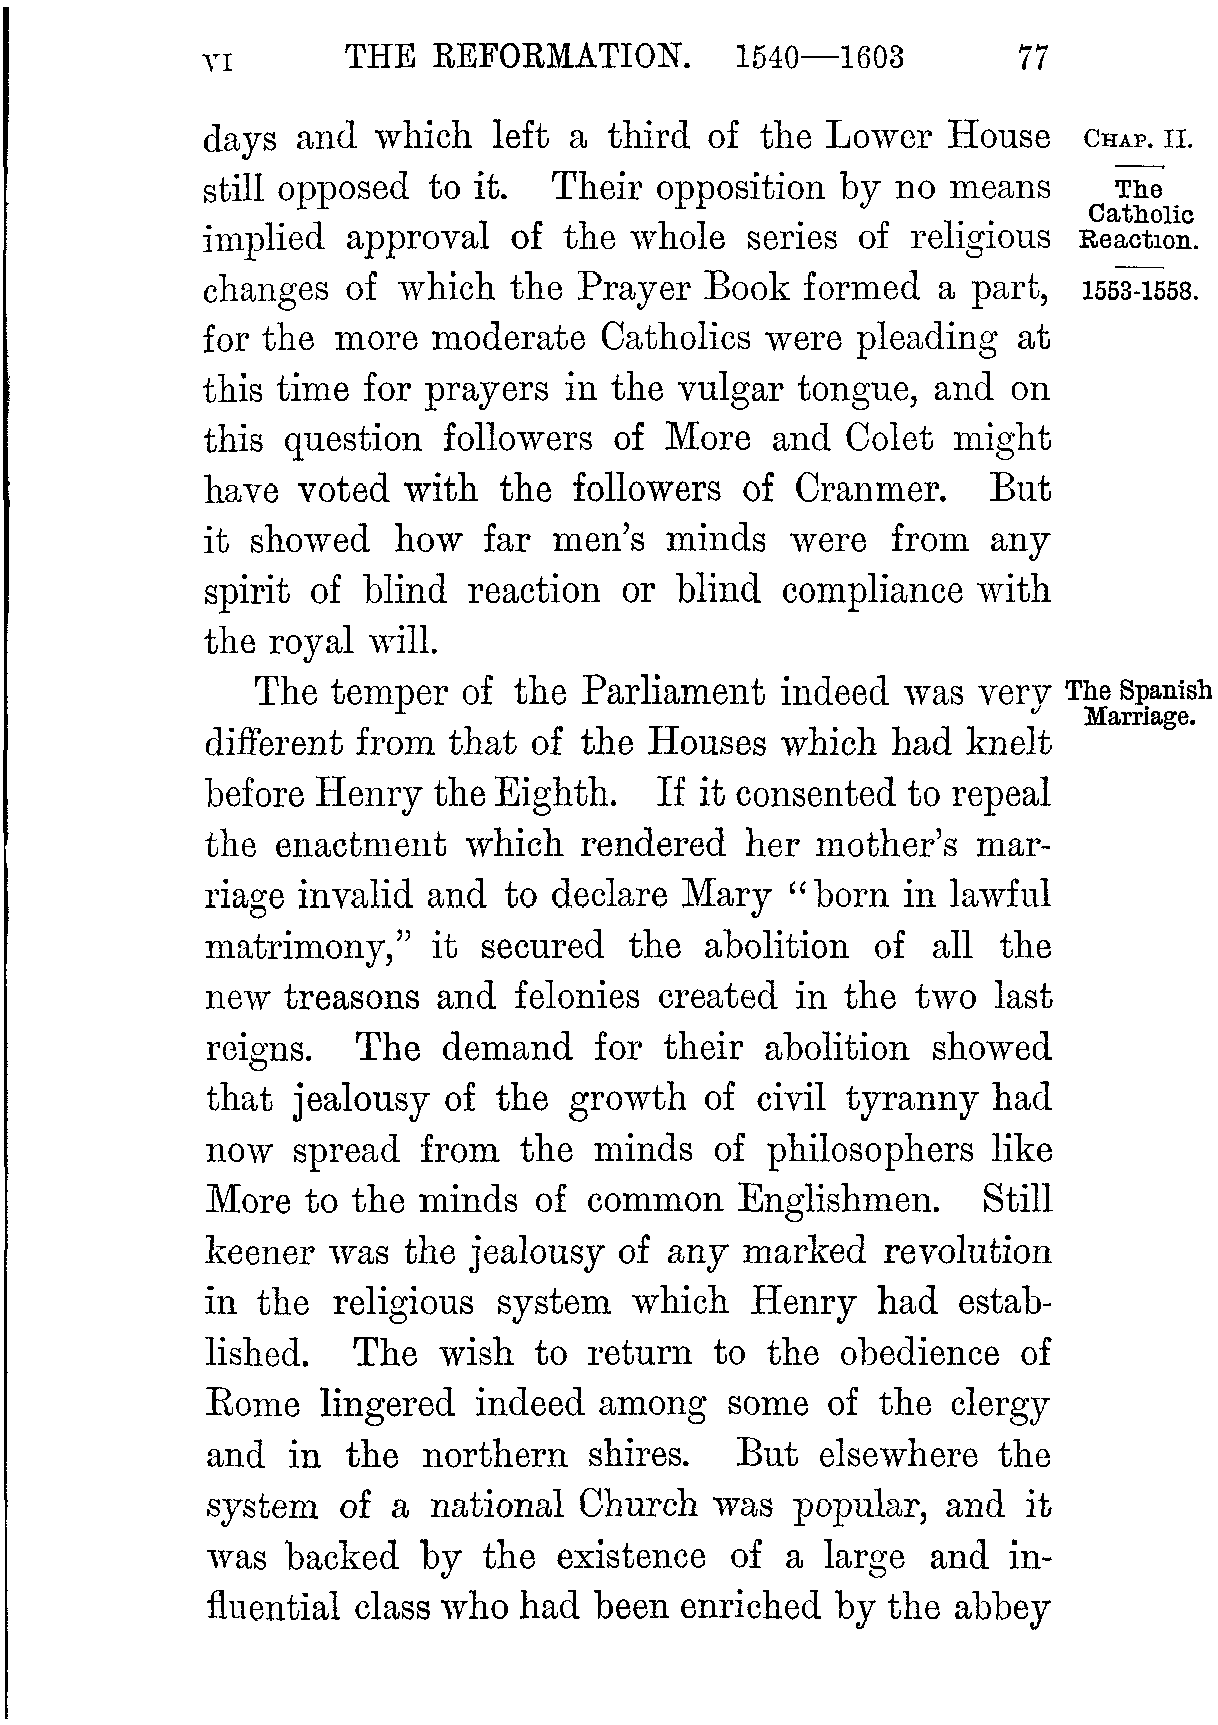 VI THE REFORMATION. 1540—1603 77
days and which left a third of the Lower House
still opposed to it. Their opposition by no means
implied approval of the whole series of religious
changes of which the Prayer Book formed a part,
for the more moderate Catholics were pleading at
this time for prayers in the vulgar tongue, and on
this question followers of More and Colet might
have voted with the followers of Cranmer. But
it showed how far men's minds were from any
spirit of blind reaction or blind compliance with
the royal will.
CHAP. II.
The
Catholic
Reaction.
1553-1558.
The temper of the Parliament indeed was very
different from that of the Houses which had knelt
before Henry the Eighth. If it consented to repeal
the enactment which rendered her mother's mar-
riage invalid and to declare Mary "born in lawful
matrimony," it secured the abolition of all the
new treasons and felonies created in the two last
reigns. The demand for their abolition showed
that jealousy of the growth of civil tyranny had
now spread from the minds of philosophers like
More to the minds of common Englishmen. Still
keener was the jealousy of any marked revolution
in the religious system which Henry had estab-
lished. The wish to return to the obedience of
Rome lingered indeed among some of the clergy
and in the northern shires. But elsewhere the
system of a national Church was popular, and it
was backed by the existence of a large and in-
fluential class who had been enriched by the abbey
The Spanish
Marriage.